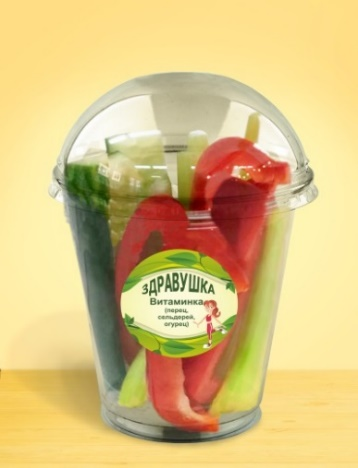 ЗДРАВУШКА
Витаминка
(перец,
сельдерей,
огурец)